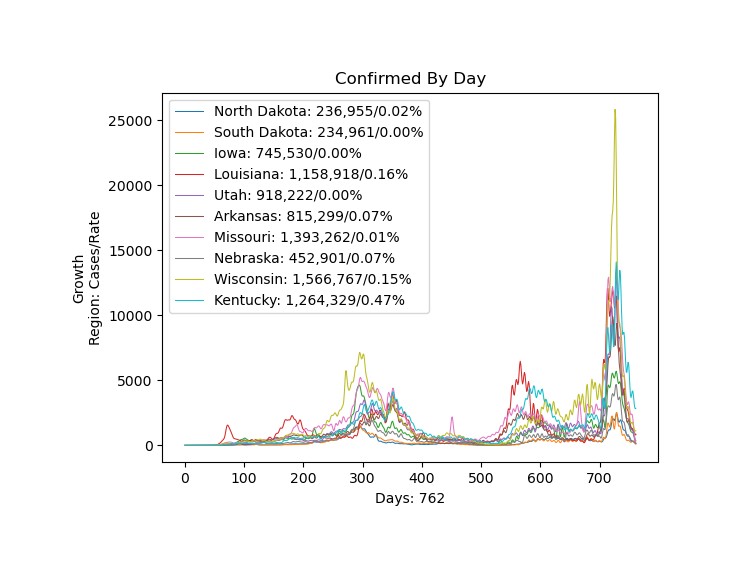 Confirmed By Day
North Dakota: 236,955/0.02%
South Dakota: 234,961/0.00%
Iowa: 745,530/0.00%
Louisiana: 1,158,918/0.16%
Utah: 918,222/0.00%
Arkansas: 815,299/0.07%
Missouri: 1,393,262/0.01%
Nebraska: 452,901/0.07%
Wisconsin: 1,566,767/0.15%
Kentucky: 1,264,329/0.47%
25000
20000
15000
10000
5000
0
Growth
Region: Cases/Rate
0 100 200 300 400 500 600 700
Days: 762